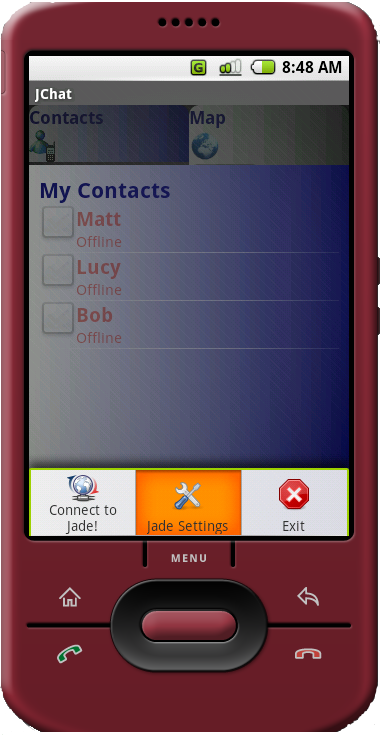 G 8:48 AM
JChat
Contacts Map
My Contacts
Matt
Offline
Lucy
Offline
Bob
Offline
Connect to
Jade!
Jade Settings
Exit
MENU